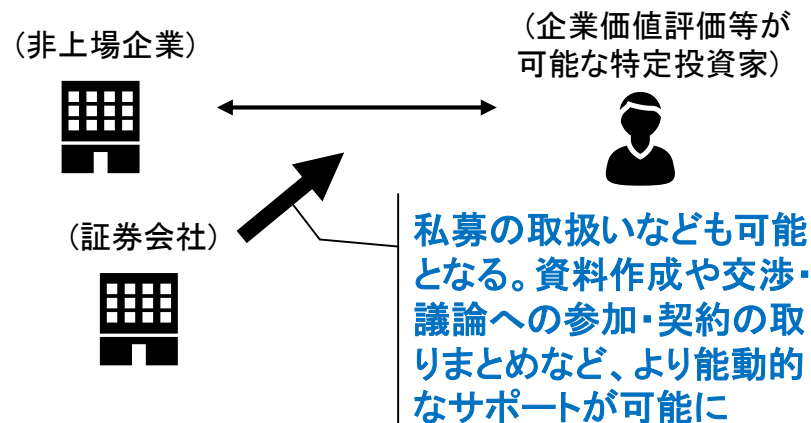 （非上場企業）
（企業価値評価等が
可能な特定投資家）
（証券会社）
私募の取扱いなども可能
となる。資料作成や交渉・
議論への参加・契約の取
りまとめなど、より能動的
なサポートが可能に